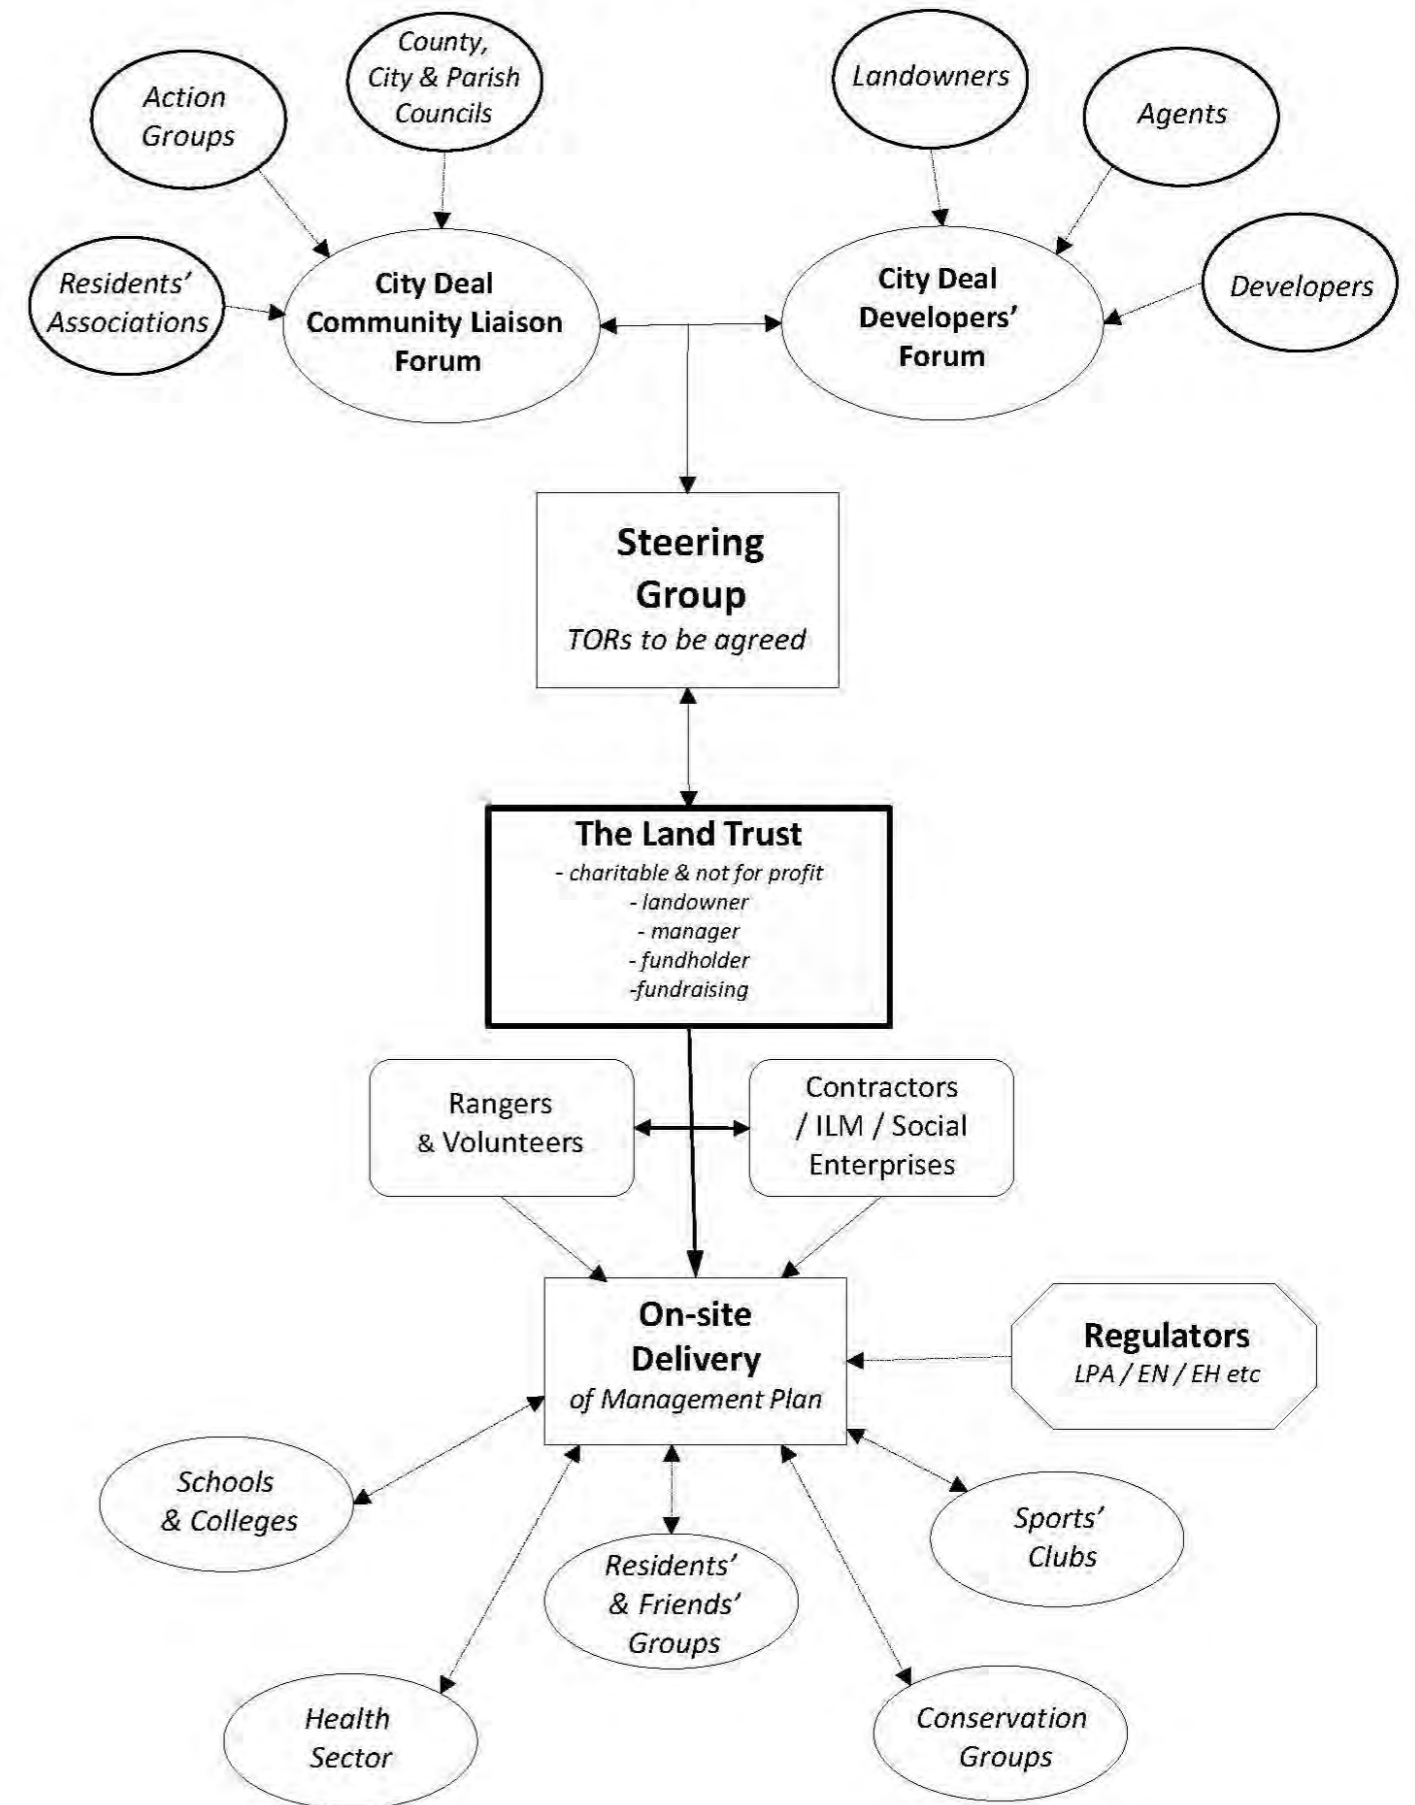 County,
City & Parish
Councils
Landowners
Action
Groups
Agents
Residents’
Associations
City Deal
Community Liaison
Forum
City Deal
Developers’
Forum
Developers
Steering
Group
TORs to be agreed
The Land Trust
- charitable & not for profit
- landowner
- manager
- fundholder
-fundraising
Rangers
& Volunteers
Contractors
/ ILM / Social
Enterprises
On-site
Delivery
of Management Plan
Regulators
LPA / EN / EH etc
Schools
& Colleges
Sports’
Clubs
Residents’
& Friends’
Groups
Health
Sector
Conservation
Groups